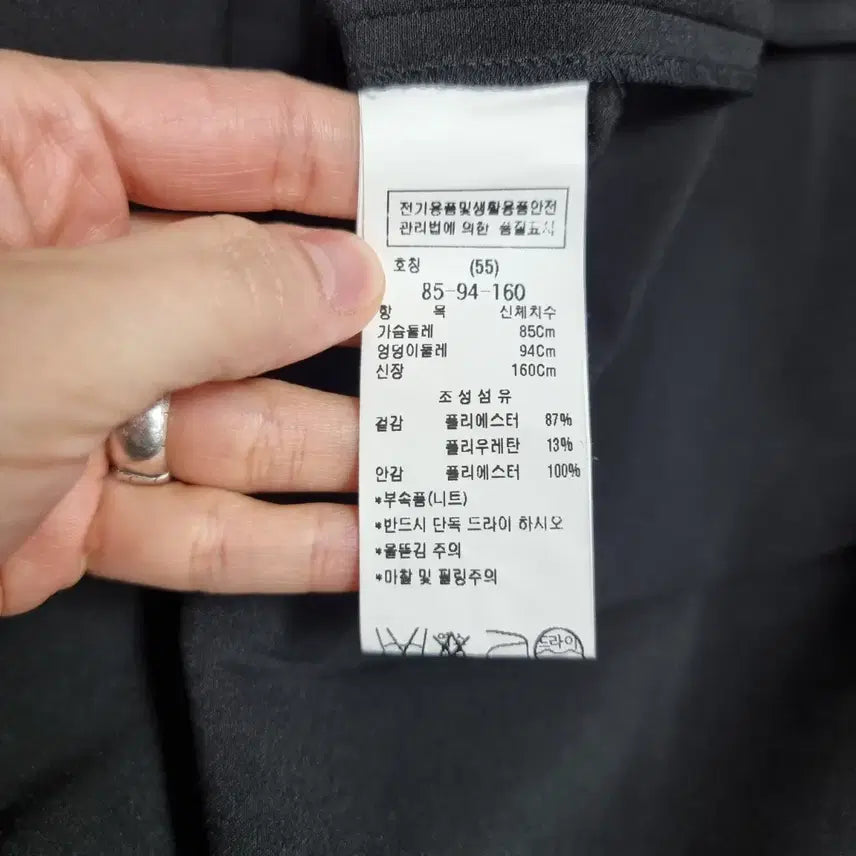 전기용품및생활용품안전
관리법에 의한 품질표시
호칭 (55)
85-94-160
항 목 신체치수
가슴둘레 85Cm
엉덩이둘레 94Cm
신장 160Cm
조성섬유
겉감 폴리에스터 87%
폴리우레탄 13%
안감 폴리에스터 100%
*부속품(니트)
*반드시 단독 드라이 하시오
*올뜯김 주의
*마찰 및 필링주의
드라이